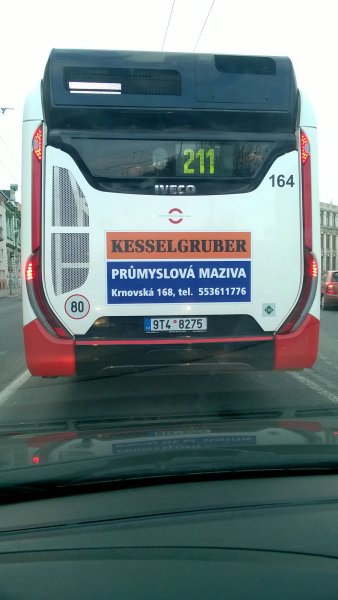 211
IVECO
164
KESSELGRUBER
PRŮMYSLOVÁ MAZIVA
Krnovská 168, tel. 553611776
80
9T4 8275